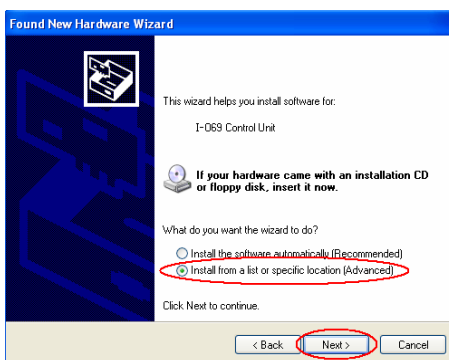 Found New Hardware Wizard
This wizard helps you install software for:
I-069 Control Unit
If your hardware came with an installation CD
or floppy disk, insert it now.
What do you want the wizard to do?
Install the software automatically (Recommended)
Install from a list or specific location (Advanced)
Click Next to continue.
< Back Next > Cancel